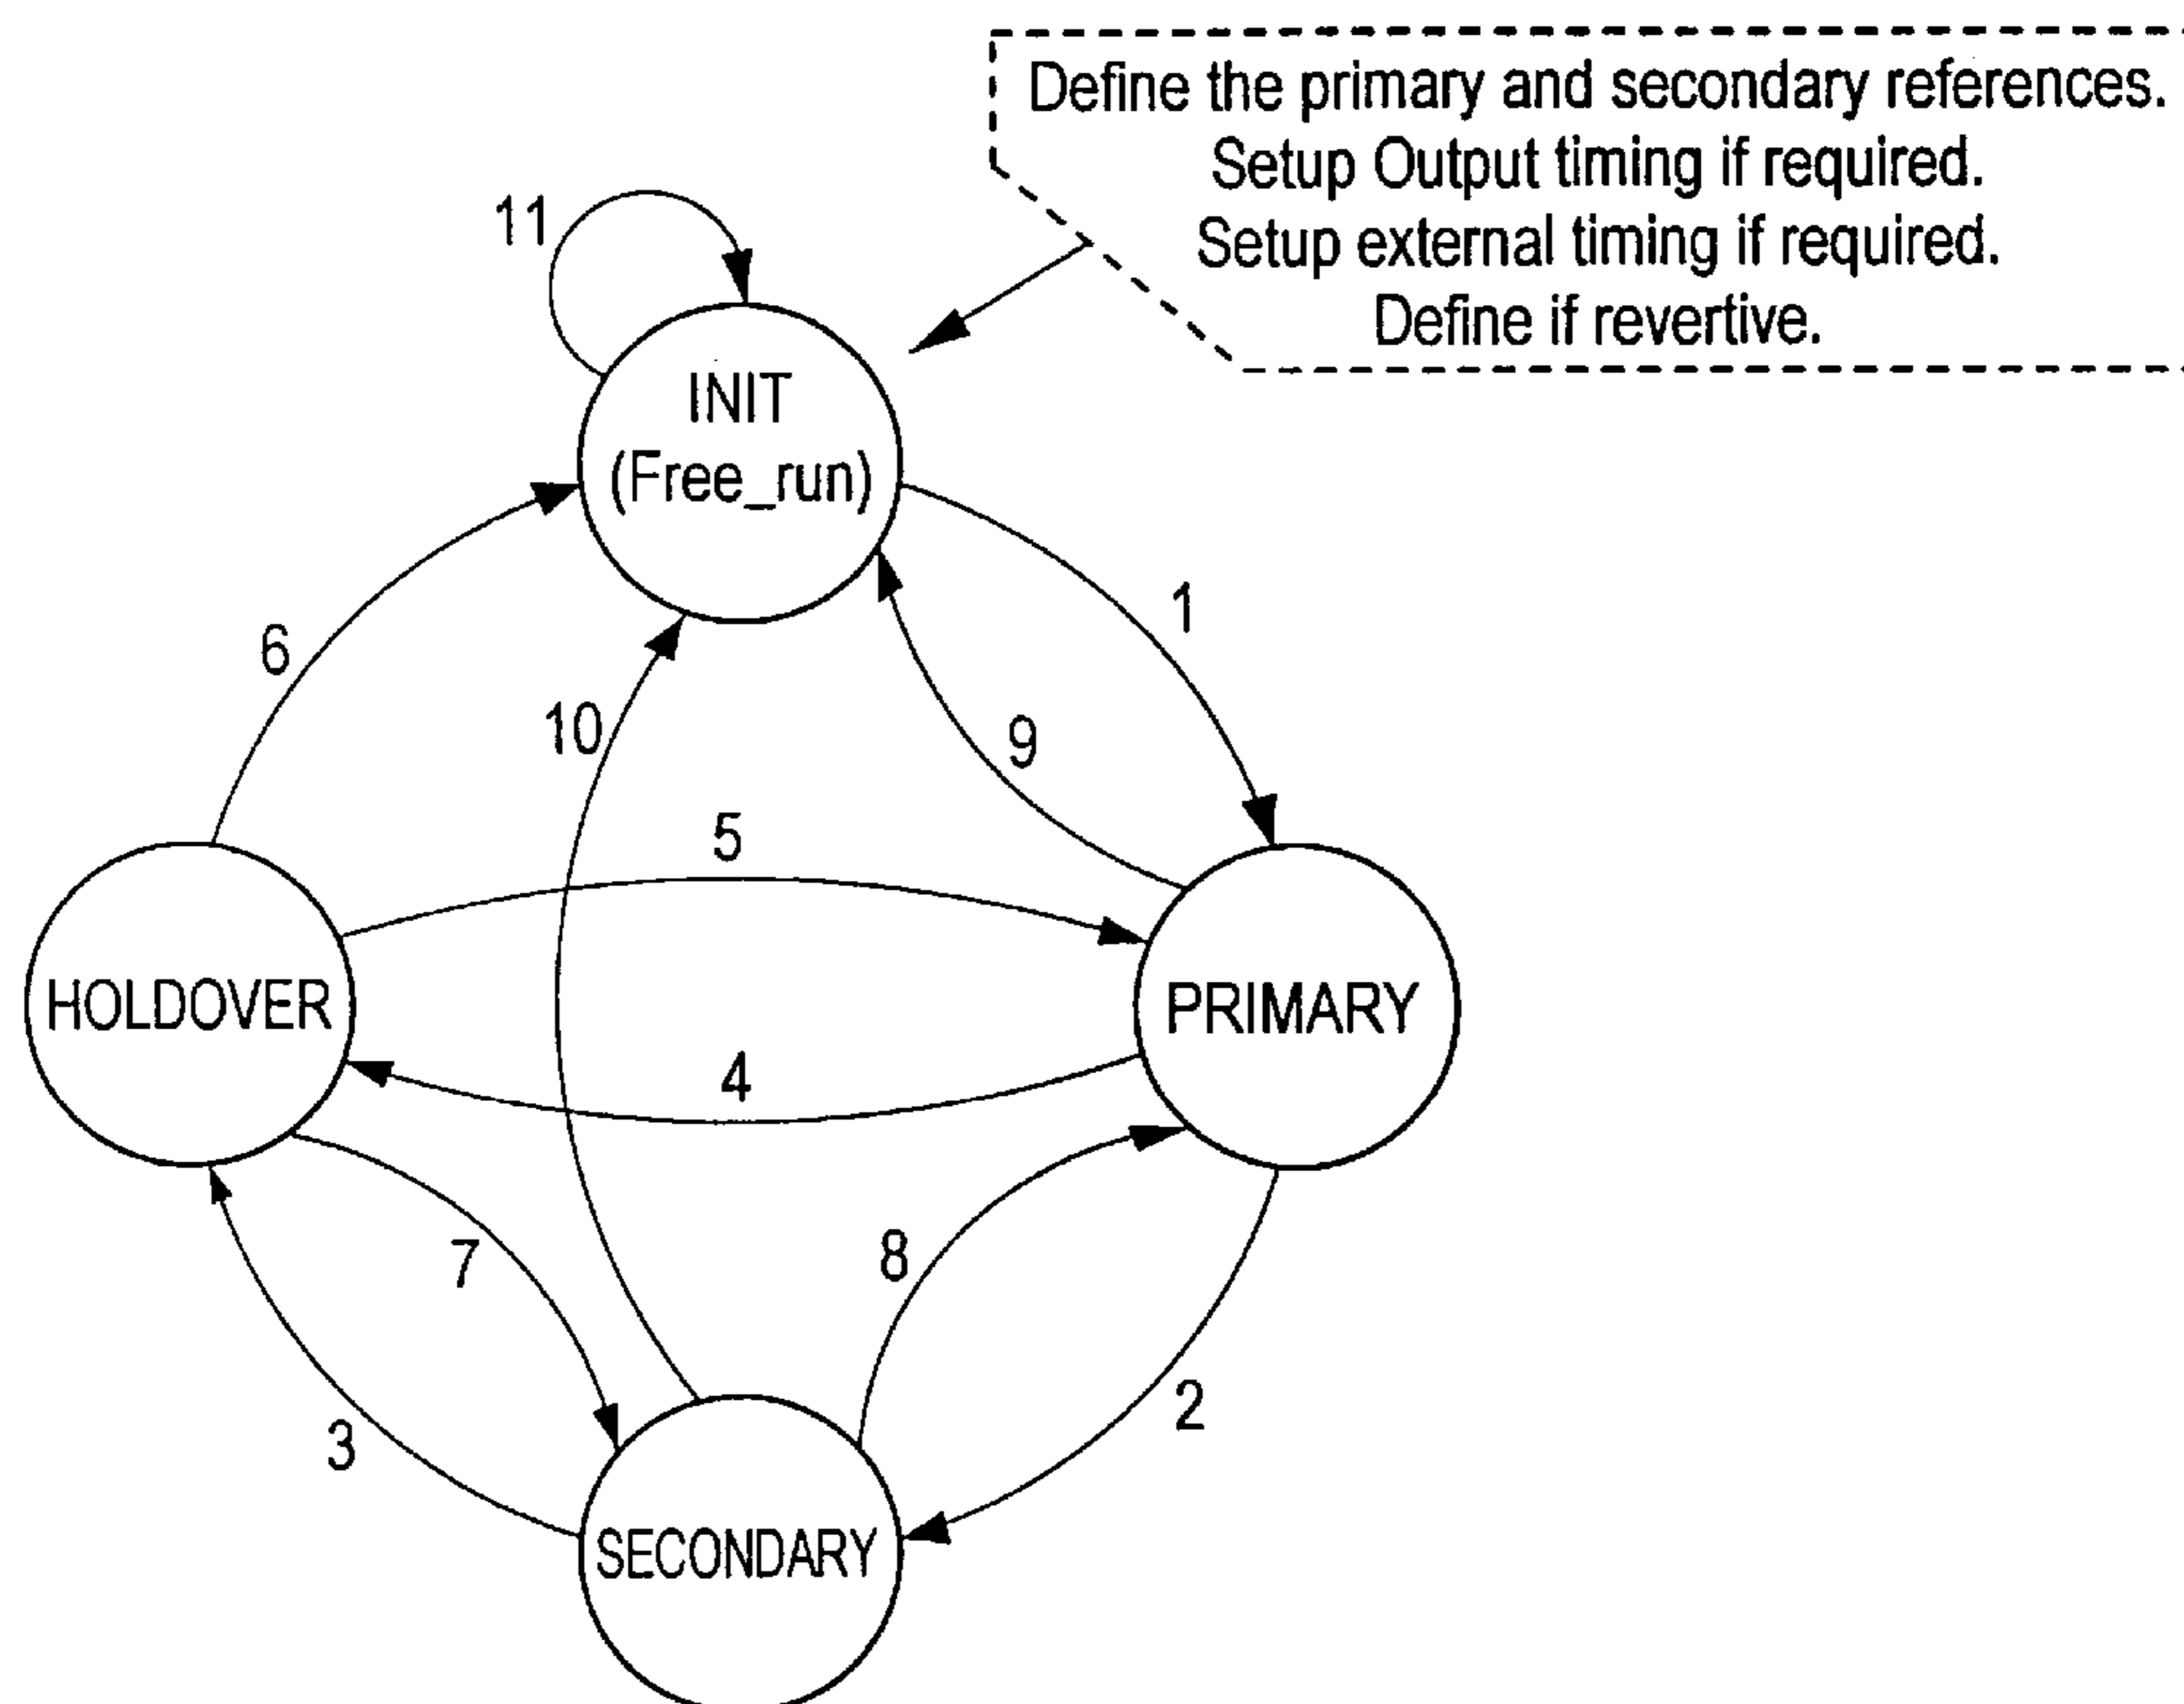 Define the primary and secondary references.
Setup Output timing if required.
Setup external timing if required.
Define if revertive.
11
INIT
(Free_run)
1
6
10
9
5
HOLDOVER
PRIMARY
4
7
8
3
2
SECONDARY